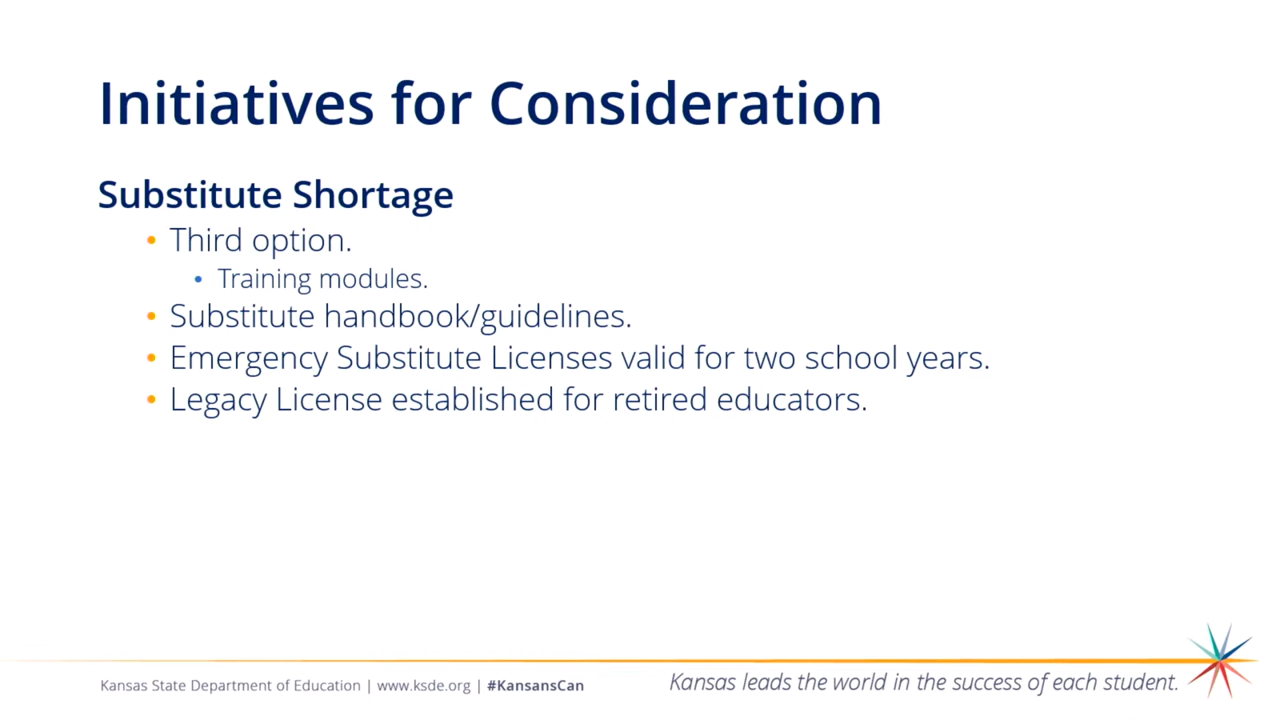 Initiatives for Consideration
Substitute Shortage
• Third option.
• Training modules.
• Substitute handbook/guidelines.
• Emergency Substitute Licenses valid for two school years.
• Legacy License established for retired educators.
Kansas State Department of Education | www.ksde.org | #KansansCan
Kansas leads the world in the success of each student.